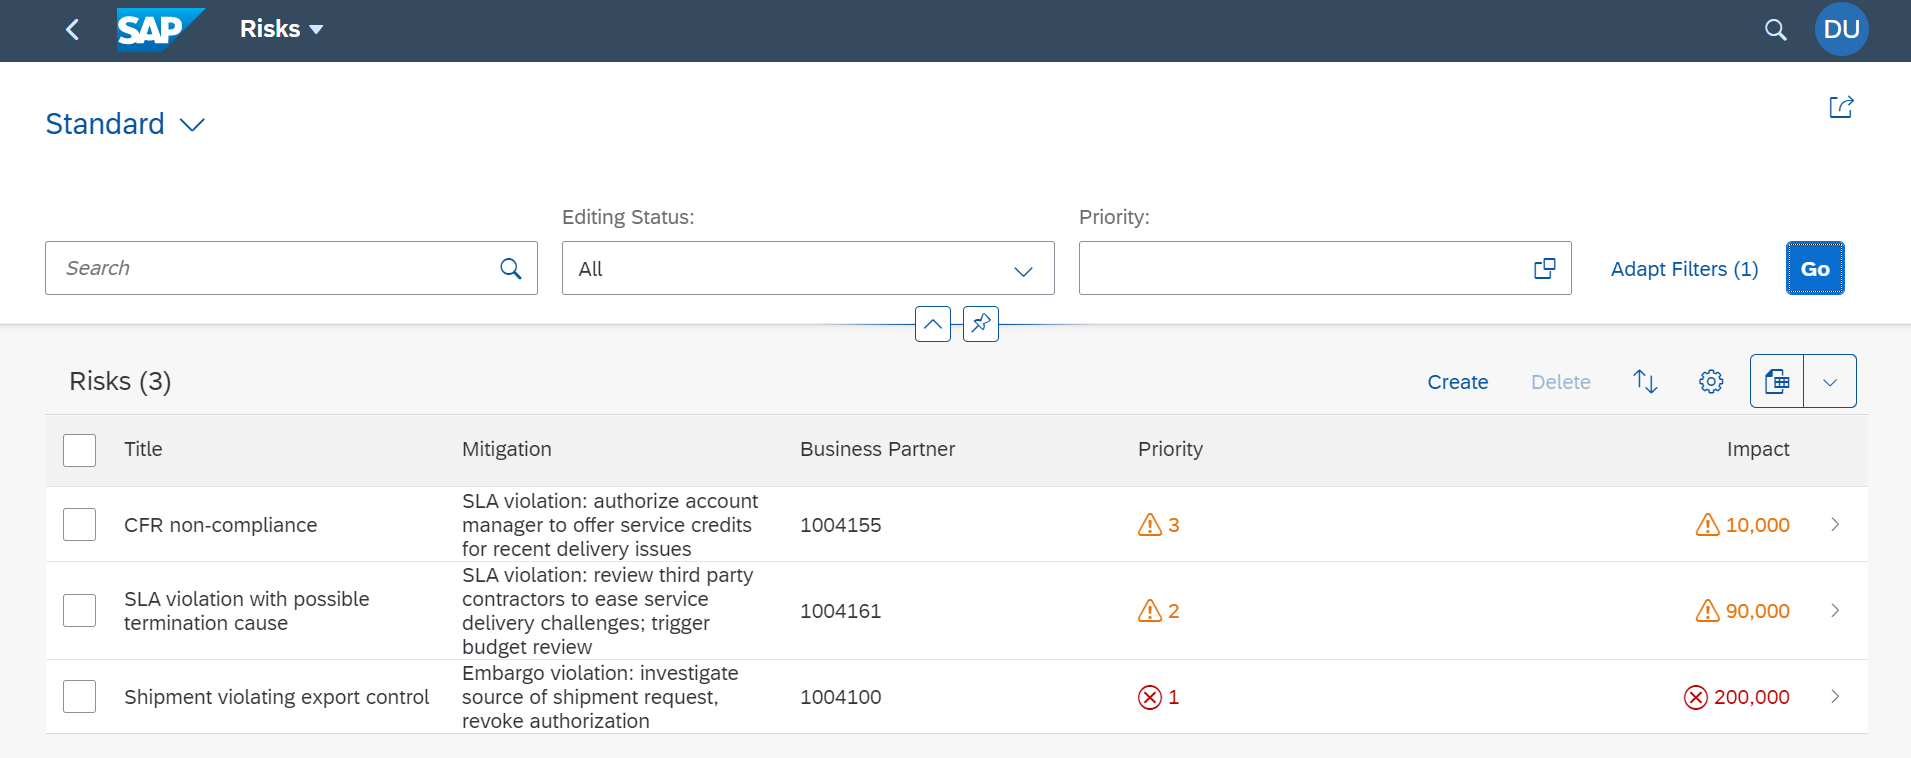 SAP Risks DU
Standard
Editing Status: Priority:
Search All Adapt Filters (1) Go
Risks (3) Create Delete
Title Mitigation Business Partner Priority Impact
SLA violation: authorize account
CFR non-compliance manager to offer service credits 1004155 3 10,000
for recent delivery issues
SLA violation: review third party
SLA violation with possible contractors to ease service
1004161 2 90,000
termination cause delivery challenges; trigger
budget review
Embargo violation: investigate
Shipment violating export control source of shipment request, 1004100 1 200,000
revoke authorization